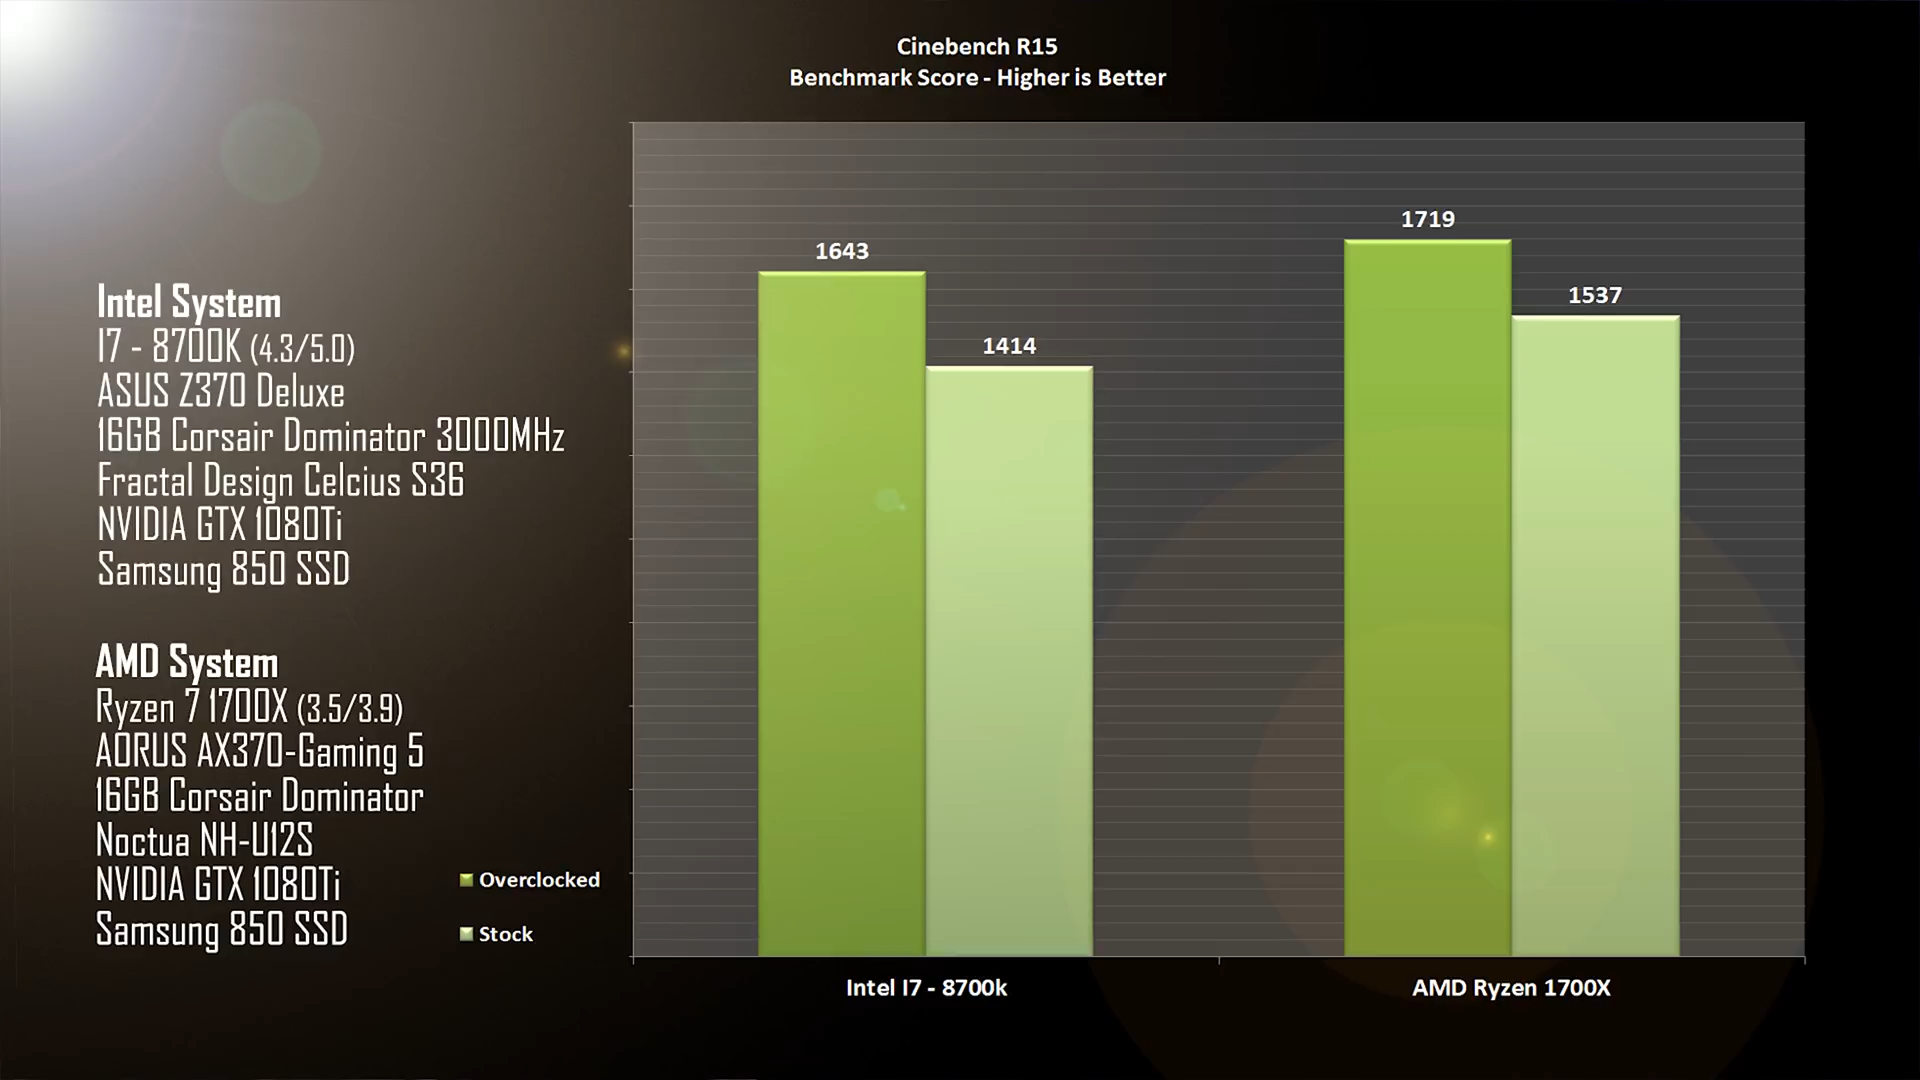 Cinebench R15
Benchmark Score - Higher is Better
Intel System
I7 - 8700K (4.3/5.0)
ASUS Z370 Deluxe
16GB Corsair Dominator 3000MHz
Fractal Design Celcius S36
NVIDIA GTX 1080Ti
Samsung 850 SSD
AMD System
Ryzen 7 1700X (3.5/3.9)
AORUS AX370-Gaming 5
16GB Corsair Dominator
Noctua NH-U12S
NVIDIA GTX 1080Ti
Samsung 850 SSD
Overclocked
Stock
1643
1414
1719
1537
Intel I7 - 8700k
AMD Ryzen 1700X